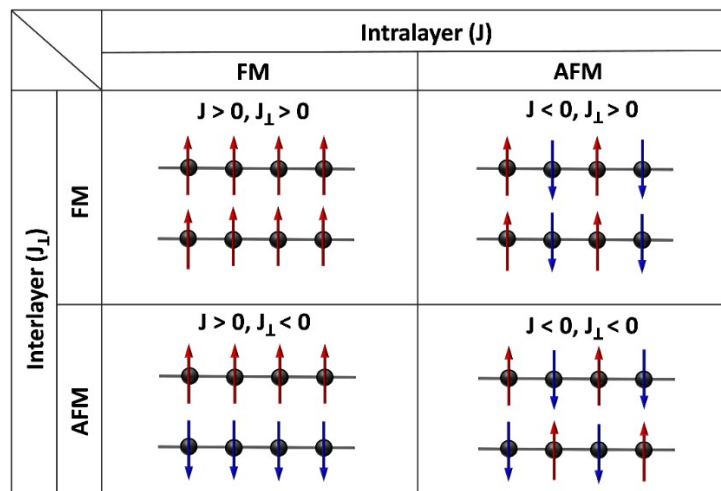 Intralayer (J)
FM
AFM
Interlayer (J⊥)
FM
J > 0, J⊥ > 0
J < 0, J⊥ > 0
AFM
J > 0, J⊥ < 0
J < 0, J⊥ < 0